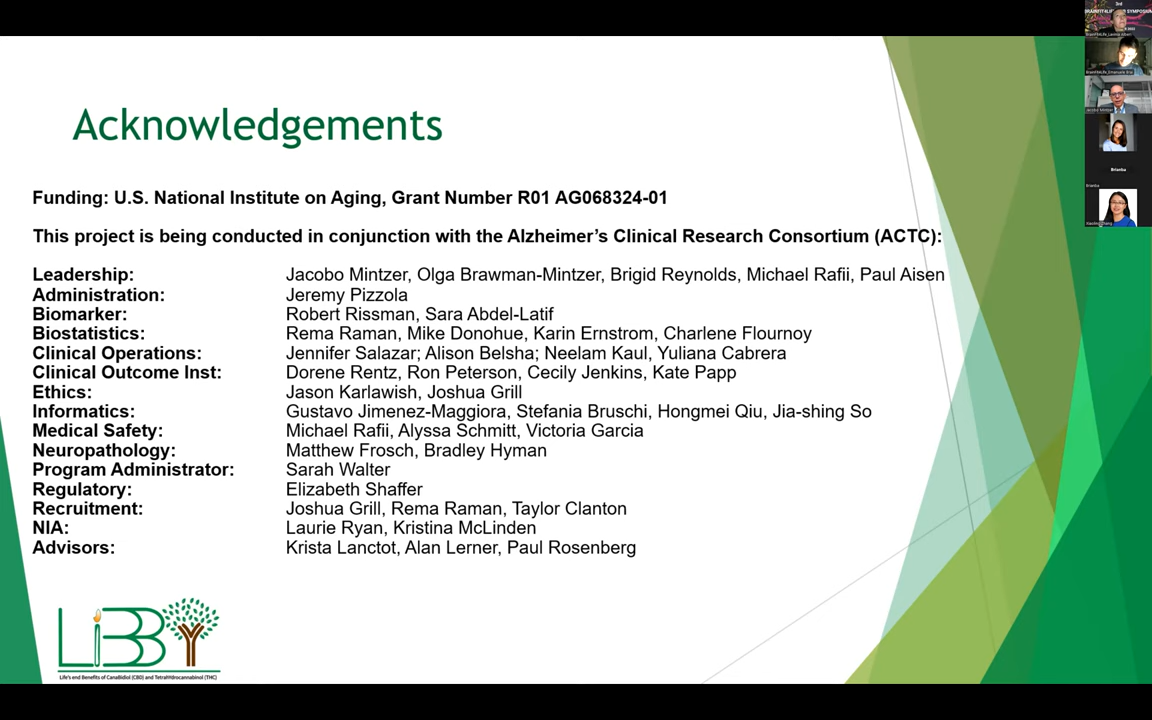 Acknowledgements
Funding: U.S. National Institute on Aging, Grant Number R01 AG068324-01
This project is being conducted in conjunction with the Alzheimer's Clinical Research Consortium (ACTC):
Leadership: Jacobo Mintzer, Olga Brawman-Mintzer, Brigid Reynolds, Michael Rafii, Paul Aisen
Administration: Jeremy Pizzola
Biomarker: Robert Rissman, Sara Abdel-Latif
Biostatistics: Rema Raman, Mike Donohue, Karin Ernstrom, Charlene Flournoy
Clinical Operations: Jennifer Salazar; Alison Belsha; Neelam Kaul, Yuliana Cabrera
Clinical Outcome Inst: Dorene Rentz, Ron Peterson, Cecily Jenkins, Kate Papp
Ethics: Jason Karlawish, Joshua Grill
Informatics: Gustavo Jimenez-Maggiora, Stefania Bruschi, Hongmei Qiu, Jia-shing So
Medical Safety: Michael Rafii, Alyssa Schmitt, Victoria Garcia
Neuropathology: Matthew Frosch, Bradley Hyman
Program Administrator: Sarah Walter
Regulatory: Elizabeth Shaffer
Recruitment: Joshua Grill, Rema Raman, Taylor Clanton
NIA: Laurie Ryan, Kristina McLinden
Advisors: Krista Lanctot, Alan Lerner, Paul Rosenberg
LiBBY
Life's end Benefits of CanaBidiol (CBD) and TetraHYdrocannabinol (THC)
3rd
Brianba
Brianba